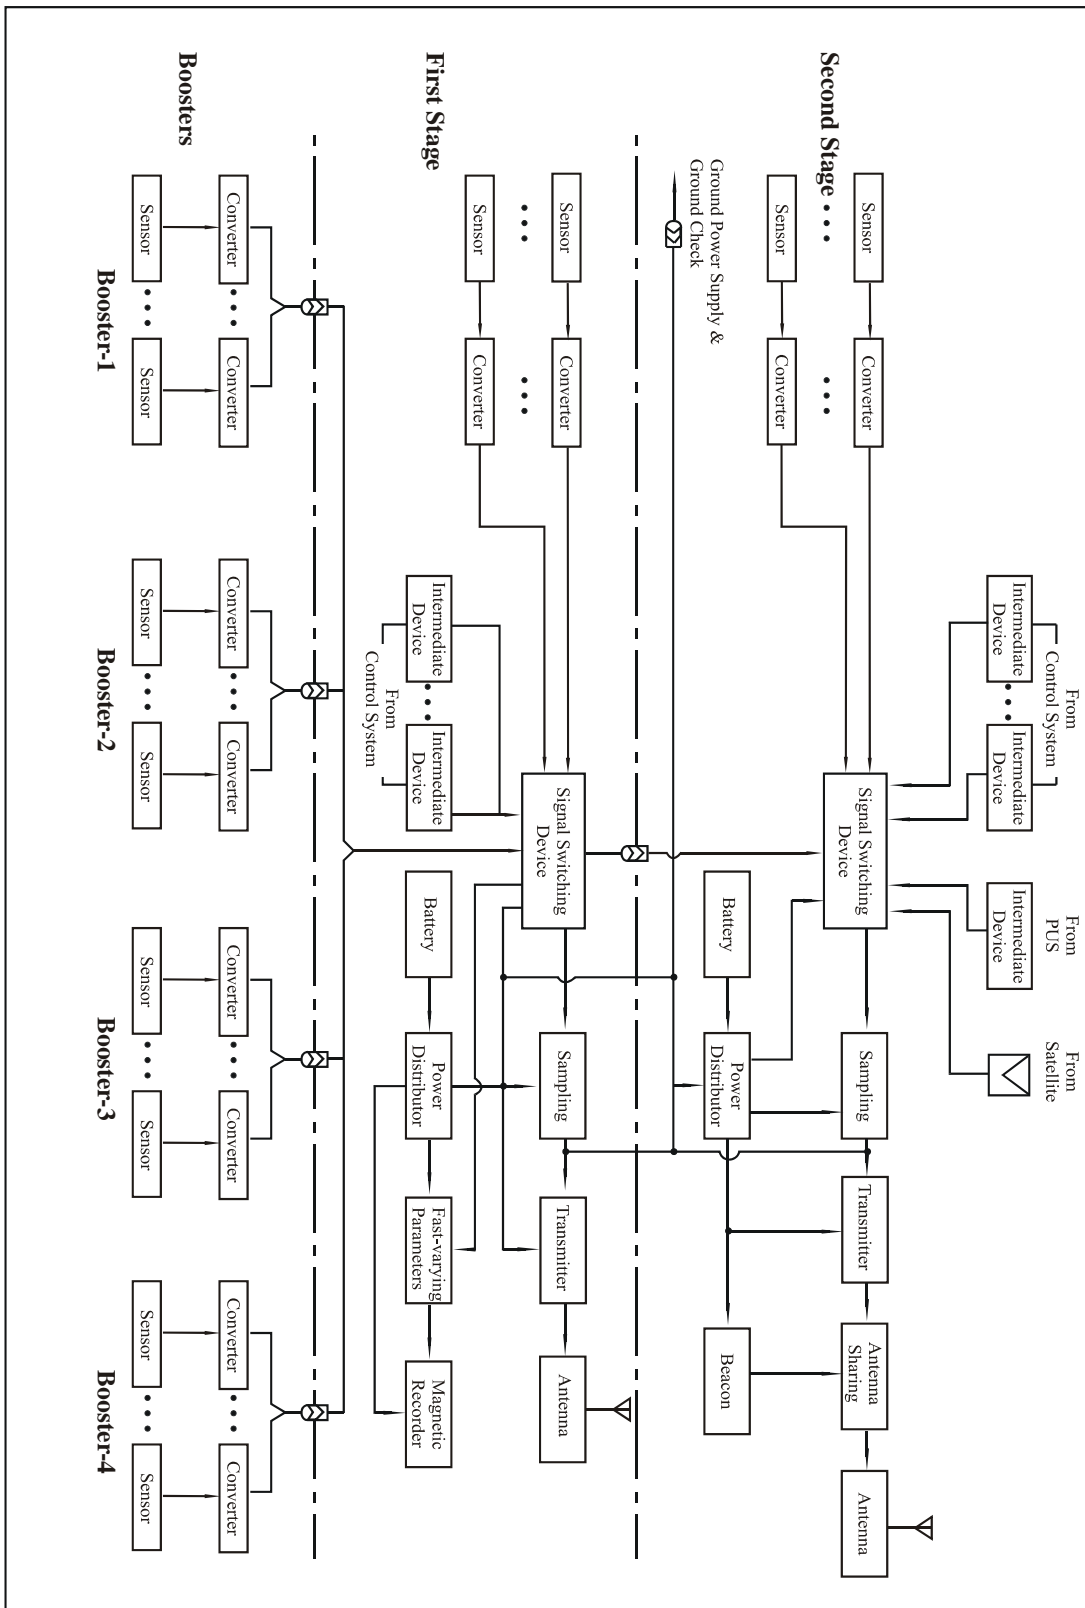 From
Control System
From
PUS
From
Satellite
Intermediate
Device
Intermediate
Device
Intermediate
Device
Second Stage
Sensor
Converter
Signal Switching
Device
Sampling
Transmitter
Antenna
Sharing
Antenna
Sensor
Converter
Battery
Power
Distributor
Beacon
Ground Power Supply &
Ground Check
First Stage
Sensor
Converter
Signal Switching
Device
Sampling
Transmitter
Antenna
Sensor
Converter
Intermediate
Device
Intermediate
Device
From
Control System
Battery
Power
Distributor
Fast-varying
Parameters
Magnetic
Recorder
Boosters
Converter
Converter
Converter
Converter
Converter
Converter
Converter
Converter
Sensor
Sensor
Sensor
Sensor
Sensor
Sensor
Sensor
Sensor
Booster-1
Booster-2
Booster-3
Booster-4